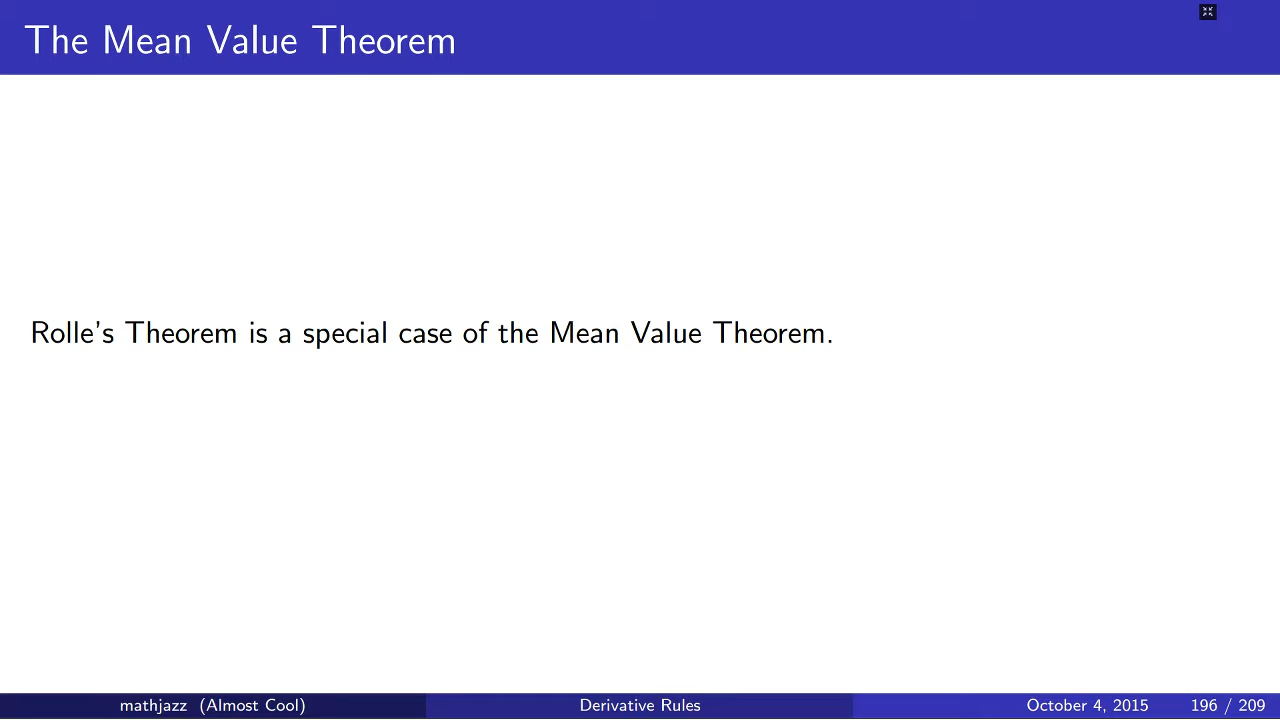 The Mean Value Theorem
Rolle's Theorem is a special case of the Mean Value Theorem.
mathjazz (Almost Cool) Derivative Rules October 4, 2015 196 / 209